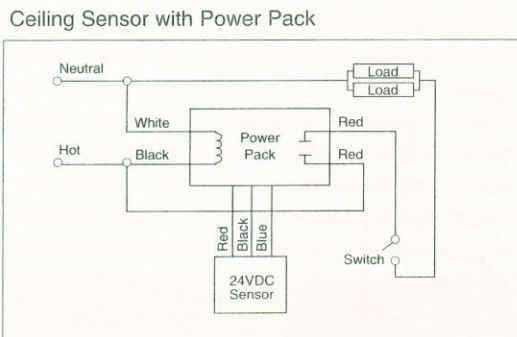 Ceiling Sensor with Power Pack
Neutral
Load
Load
White
Red
Power
Pack
Hot
Black
Red
Red
Black
Blue
Switch
24VDC
Sensor